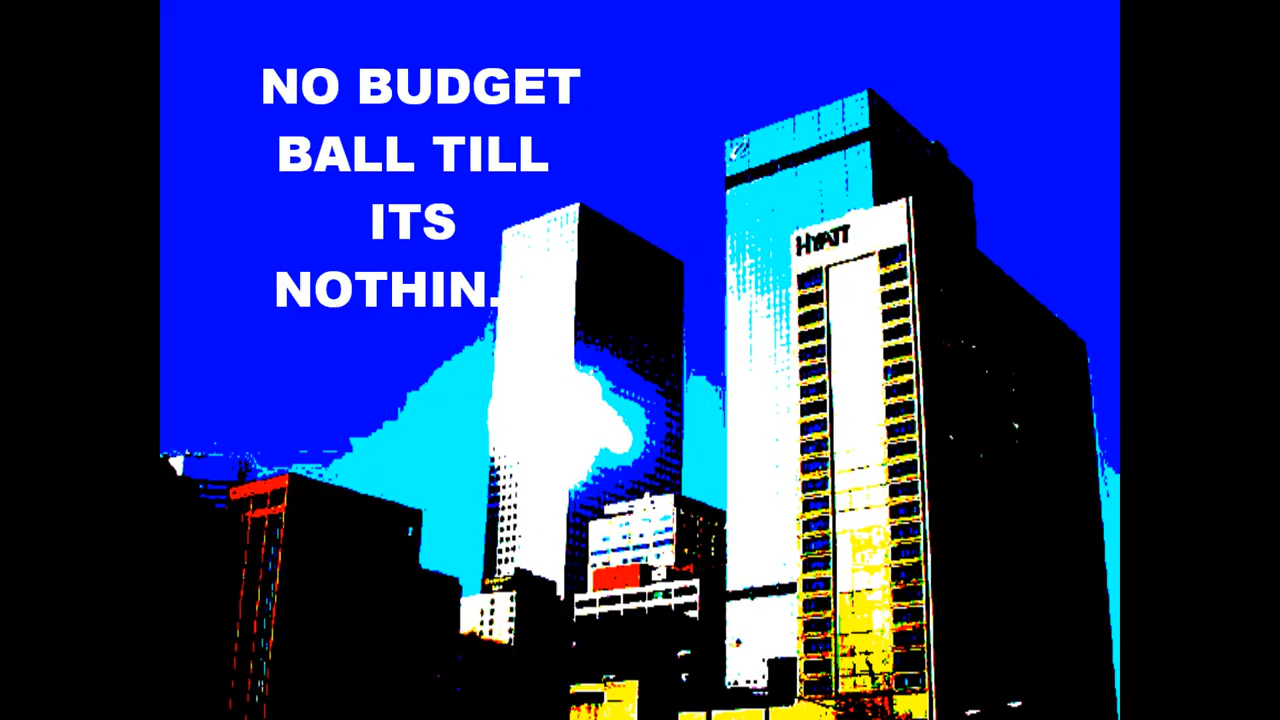 NO BUDGET
BALL TILL
ITS
NOTHIN.
HYATT